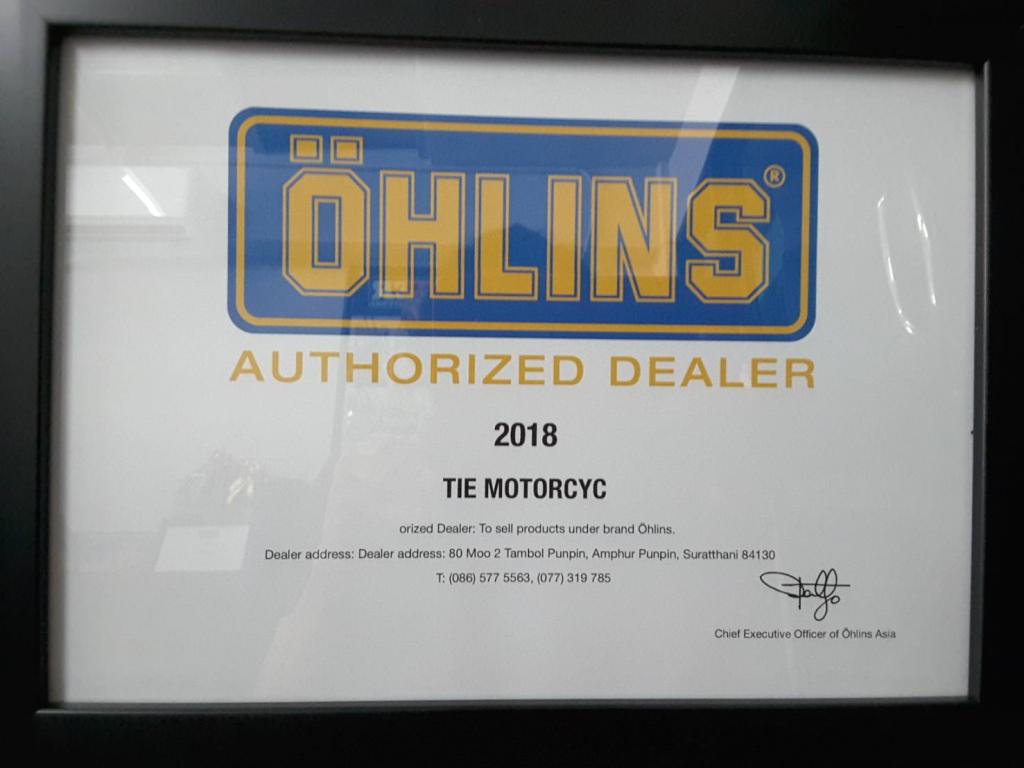 ÖHLINS®
AUTHORIZED DEALER
2018
TIE MOTORCYC
orized Dealer: To sell products under brand Öhlins.
Dealer address: Dealer address: 80 Moo 2 Tambol Punpin, Amphur Punpin, Suratthani 84130
T: (086) 577 5563, (077) 319 785
Chief Executive Officer of Öhlins Asia